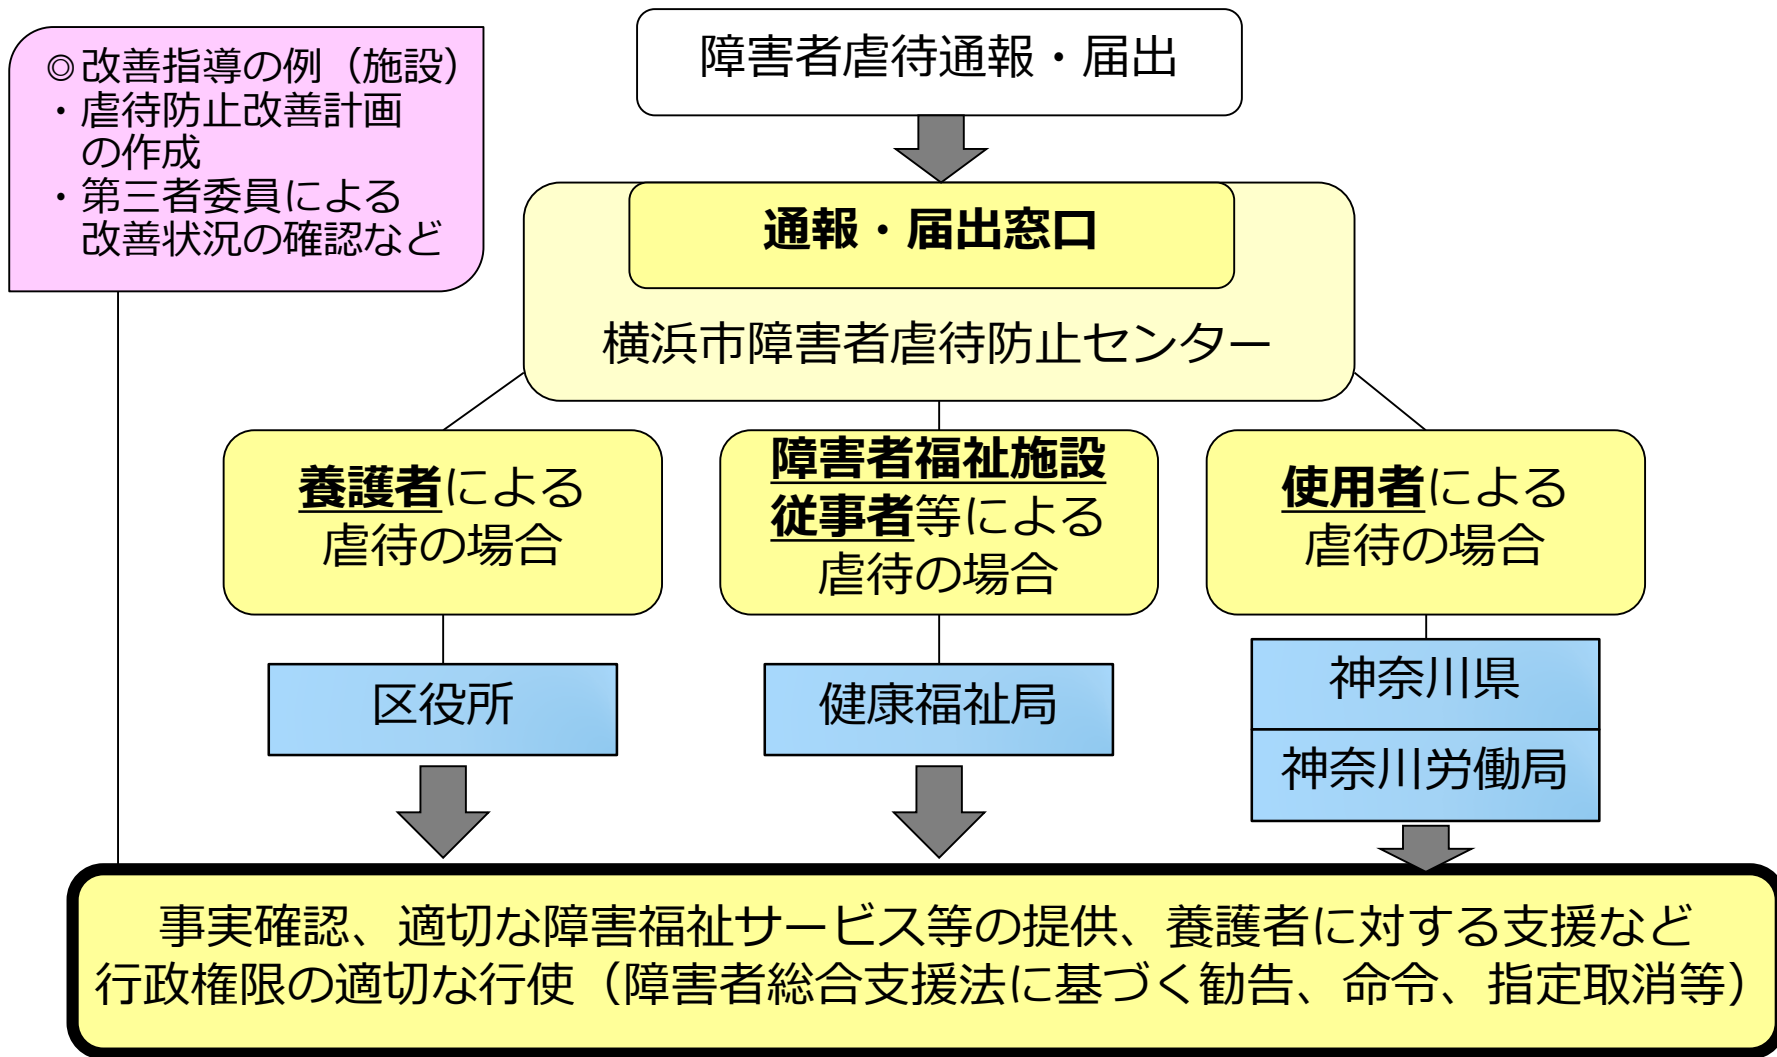 ◎改善指導の例（施設）
・虐待防止改善計画
の作成
・第三者委員による
改善状況の確認など
障害者虐待通報・届出
通報・届出窓口
横浜市障害者虐待防止センター
養護者による
虐待の場合
障害者福祉施設
従事者等による
虐待の場合
使用者による
虐待の場合
区役所
健康福祉局
神奈川県
神奈川労働局
事実確認、適切な障害福祉サービス等の提供、養護者に対する支援など
行政権限の適切な行使（障害者総合支援法に基づく勧告、命令、指定取消等）